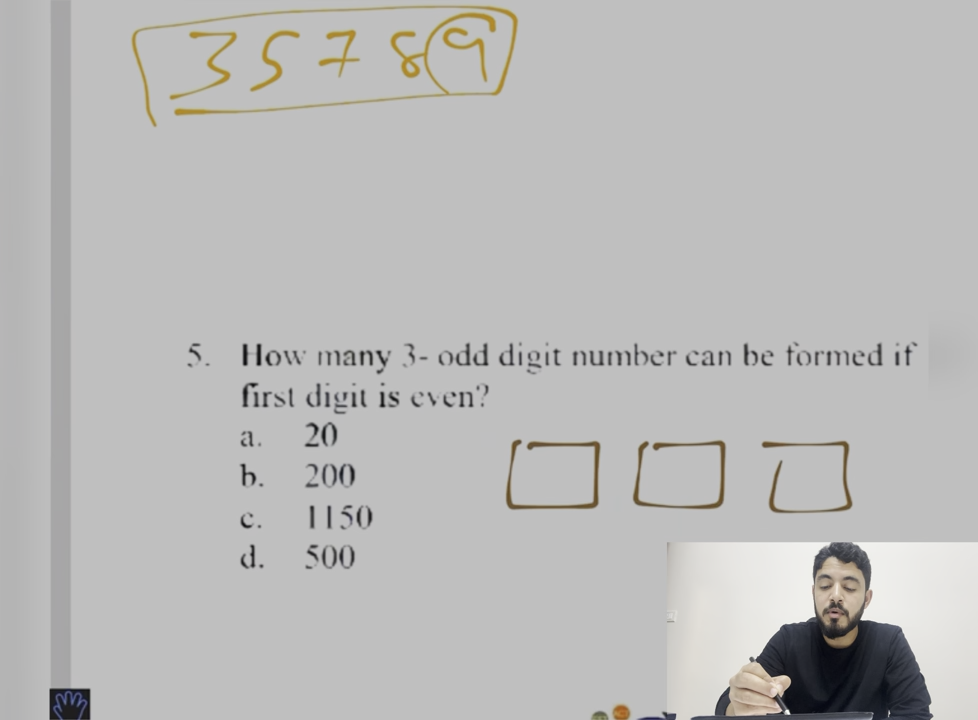 35789
5. How many 3- odd digit number can be formed if
first digit is even?
a. 20
b. 200
c. 1150
d. 500